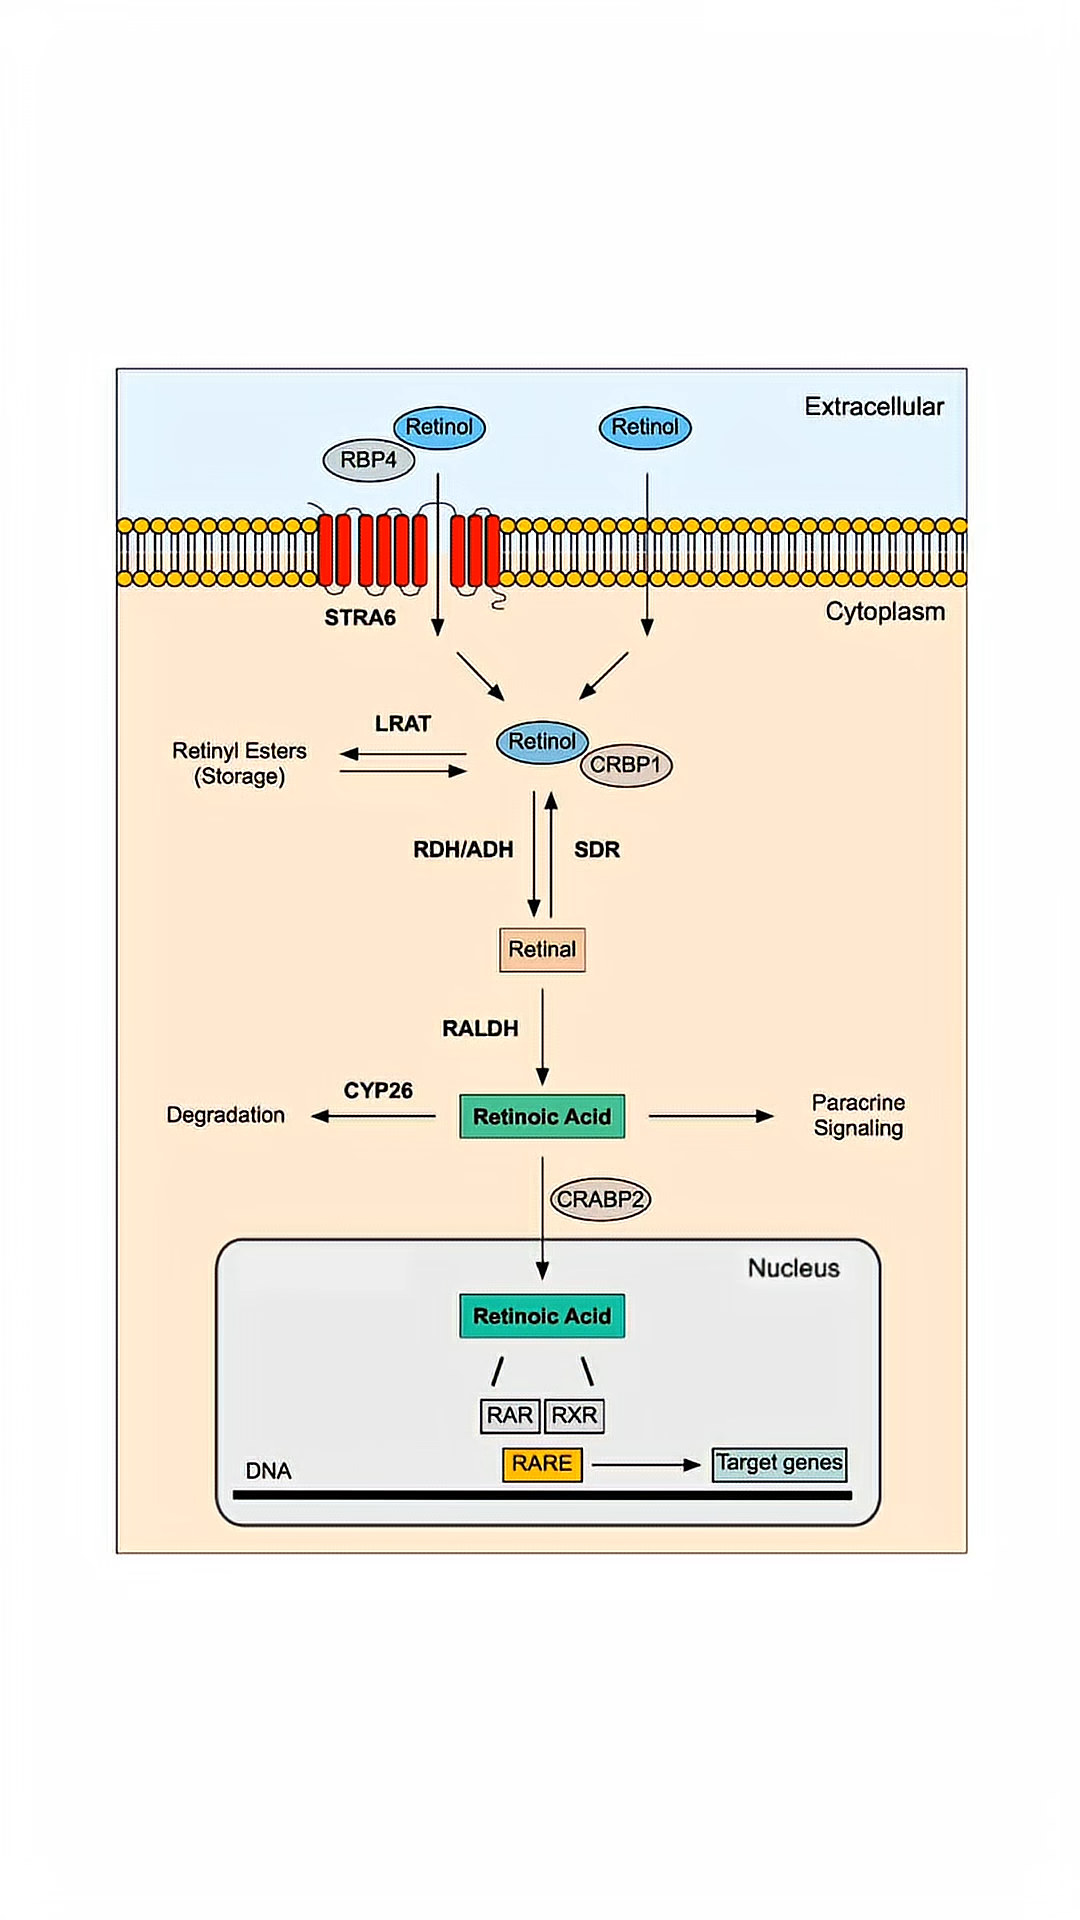 Extracellular
Retinol
Retinol
RBP4
STRA6
Cytoplasm
LRAT
Retinol
Retinyl Esters
(Storage)
CRBP1
RDH/ADH
SDR
Retinal
RALDH
CYP26
Degradation
Retinoic Acid
Paracrine
Signaling
CRABP2
Nucleus
Retinoic Acid
RAR
RXR
RARE
Target genes
DNA